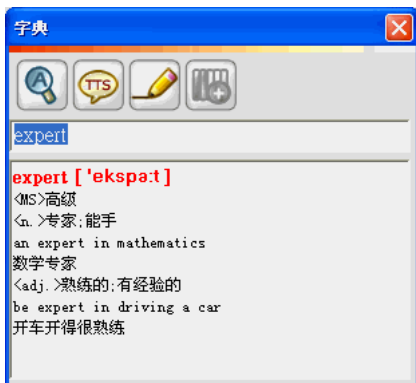 字典
A
TTS
expert
expert ['ekspə:t]
<MS>高级
<n.>专家;能手
an expert in mathematics
数学专家
<adj.>熟练的;有经验的
be expert in driving a car
开车开得很熟练